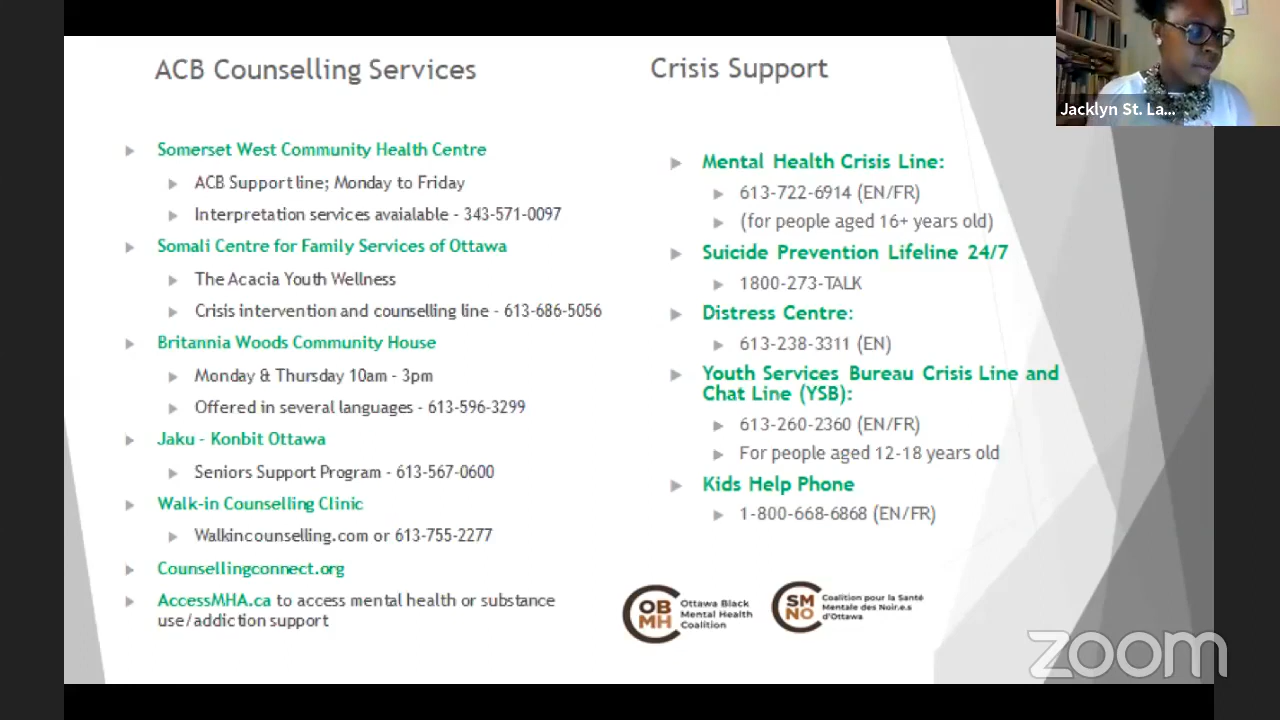 ACB Counselling Services
Somerset West Community Health Centre
ACB Support line; Monday to Friday
Interpretation services avaialable - 343-571-0097
Somali Centre for Family Services of Ottawa
The Acacia Youth Wellness
Crisis intervention and counselling line - 613-686-5056
Britannia Woods Community House
Monday & Thursday 10am - 3pm
Offered in several languages - 613-596-3299
Jaku - Konbit Ottawa
Seniors Support Program - 613-567-0600
Walk-in Counselling Clinic
Walkincounselling.com or 613-755-2277
Counsellingconnect.org
AccessMHA.ca to access mental health or substance
use/addiction support
Crisis Support
Mental Health Crisis Line:
613-722-6914 (EN/FR)
(for people aged 16+ years old)
Suicide Prevention Lifeline 24/7
1800-273-TALK
Distress Centre:
613-238-3311 (EN)
Youth Services Bureau Crisis Line and
Chat Line (YSB):
613-260-2360 (EN/FR)
For people aged 12-18 years old
Kids Help Phone
1-800-668-6868 (EN/FR)
OB
MH
Ottawa Black
Mental Health
Coalition
SM
NO
Coalition pour la Santé
Mentale des Noir.e.s
d'Ottawa
Jacklyn St. La...
zoom